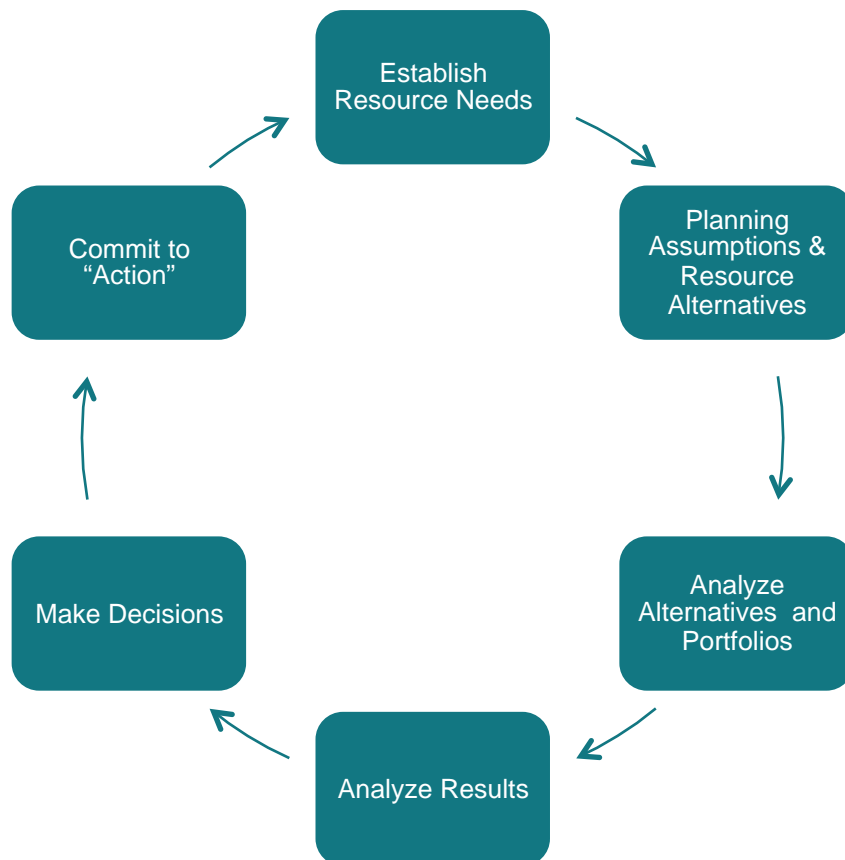 Establish
Resource Needs
Planning
Assumptions &
Resource
Alternatives
Analyze
Alternatives  and
Portfolios
Analyze Results
Make Decisions
Commit to
“Action”